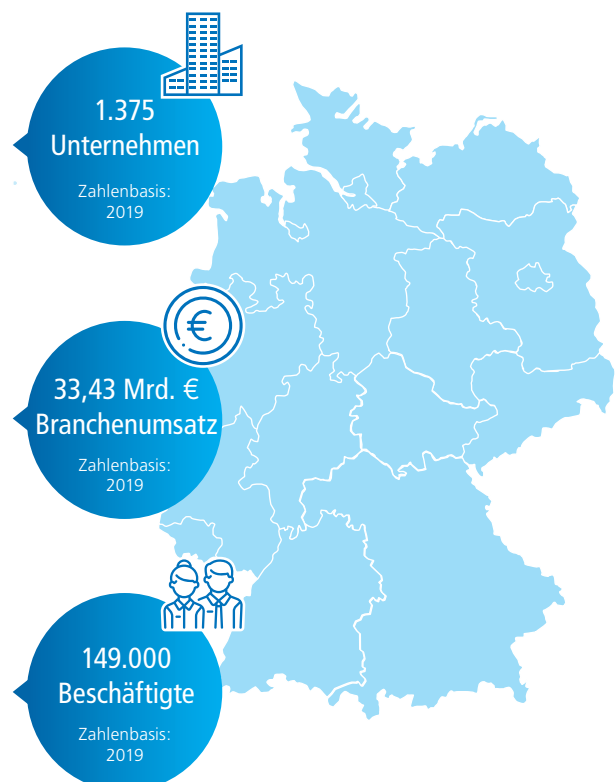 1.375
Unternehmen
Zahlenbasis:
2019
€
33,43 Mrd. €
Branchenumsatz
Zahlenbasis:
2019
149.000
Beschäftigte
Zahlenbasis:
2019